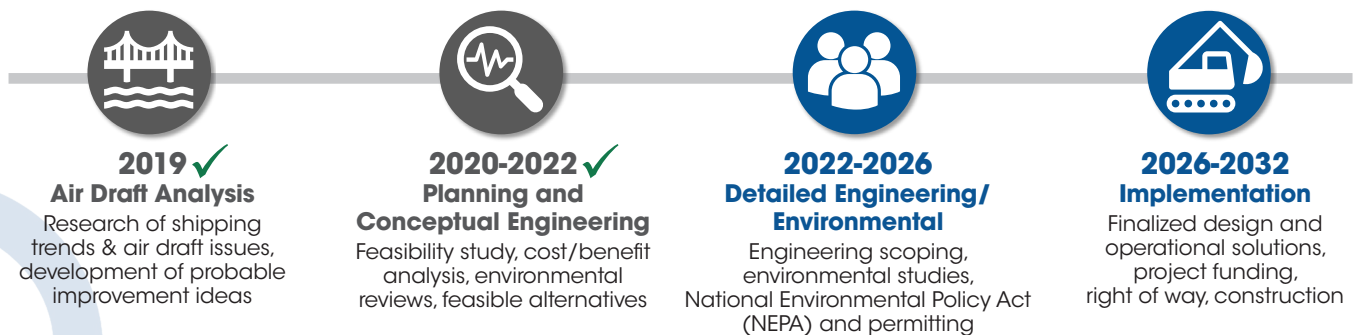 2019
Air Draft Analysis
Research of shipping
trends & air draft issues,
development of probable
improvement ideas
2020-2022
Planning and
Conceptual Engineering
Feasibility study, cost/benefit
analysis, environmental
reviews, feasible alternatives
2022-2026
Detailed Engineering/
Environmental
Engineering scoping,
environmental studies,
National Environmental Policy Act
(NEPA) and permitting
2026-2032
Implementation
Finalized design and
operational solutions,
project funding,
right of way, construction